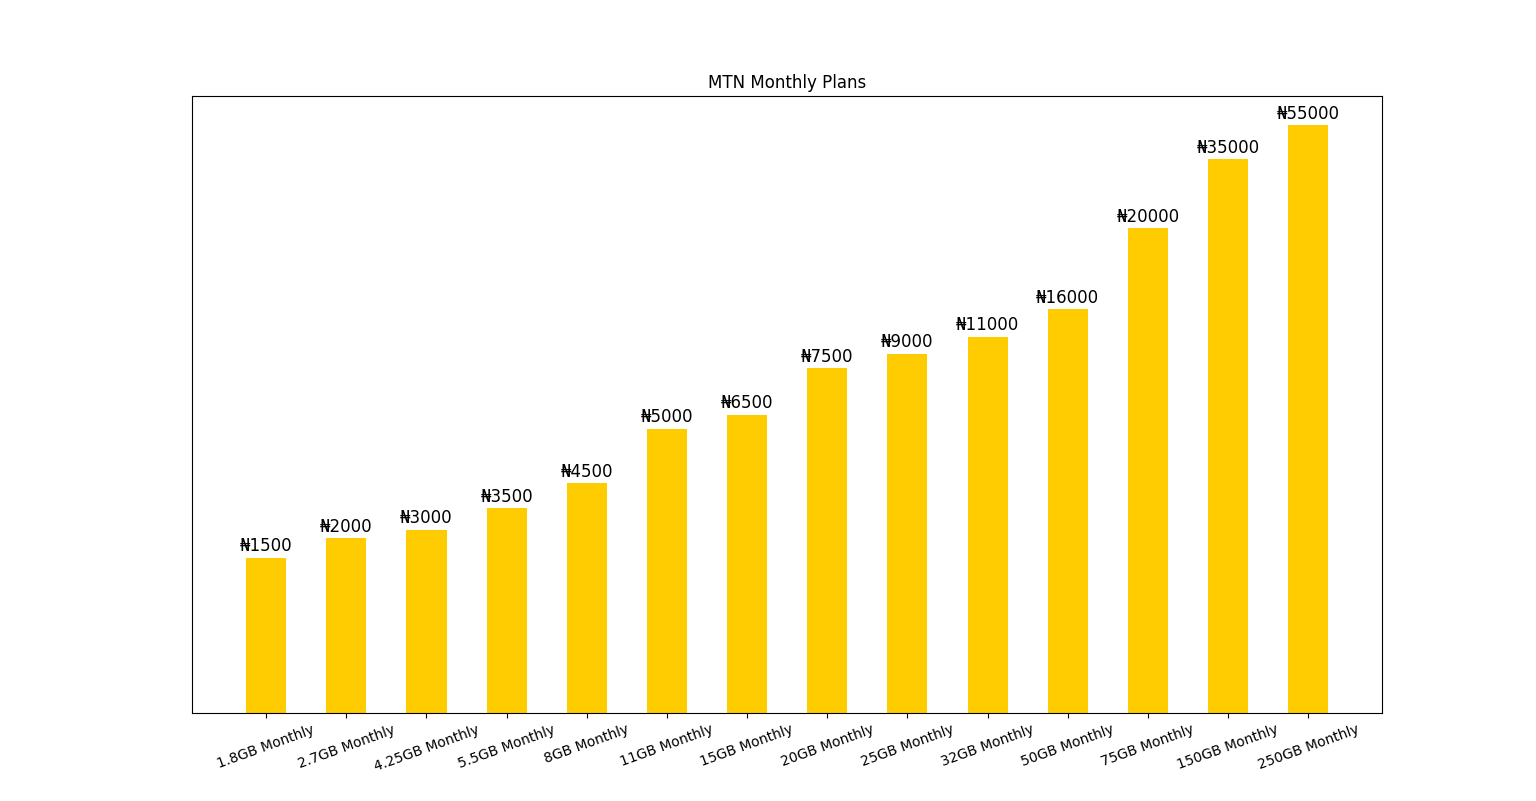 MTN Monthly Plans
₦55000
₦35000
₦20000
₦16000
₦11000
₦9000
₦7500
₦6500
₦5000
₦4500
₦3500
₦3000
₦2000
₦1500
1.8GB Monthly
2.7GB Monthly
4.25GB Monthly
5.5GB Monthly
8GB Monthly
11GB Monthly
15GB Monthly
20GB Monthly
25GB Monthly
32GB Monthly
50GB Monthly
75GB Monthly
150GB Monthly
250GB Monthly